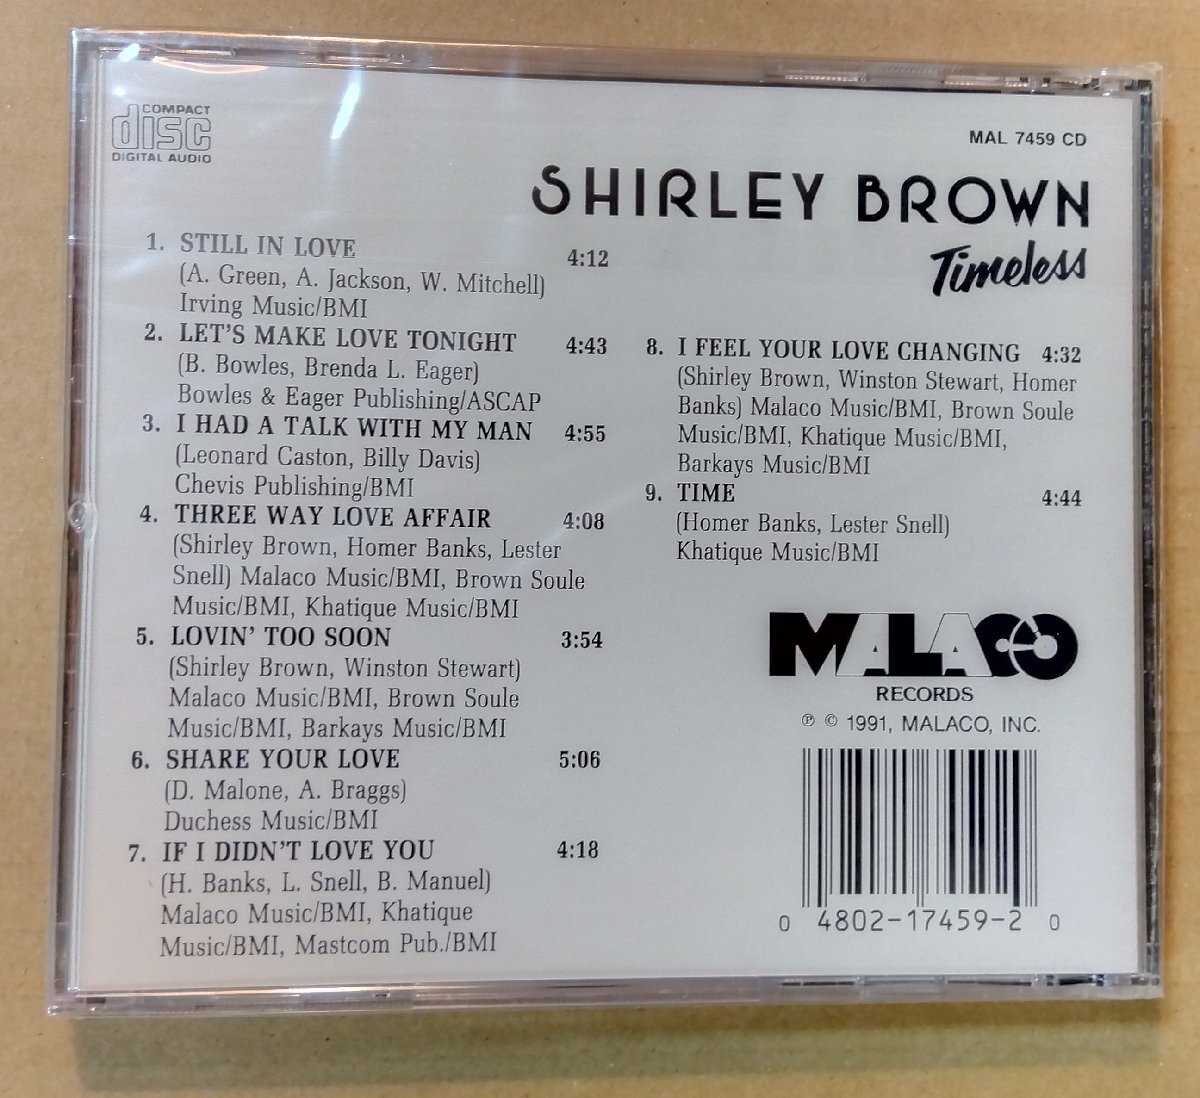 COMPACT
disc
DIGITAL AUDIO
MAL 7459 CD
SHIRLEY BROWN
Timeless
1. STILL IN LOVE 4:12
(A. Green, A. Jackson, W. Mitchell)
Irving Music/BMI
2. LET'S MAKE LOVE TONIGHT 4:43
(B. Bowles, Brenda L. Eager)
Bowles & Eager Publishing/ASCAP
3. I HAD A TALK WITH MY MAN 4:55
(Leonard Caston, Billy Davis)
Chevis Publishing/BMI
4. THREE WAY LOVE AFFAIR 4:08
(Shirley Brown, Homer Banks, Lester
Snell) Malaco Music/BMI, Brown Soule
Music/BMI, Khatique Music/BMI
5. LOVIN' TOO SOON 3:54
(Shirley Brown, Winston Stewart)
Malaco Music/BMI, Brown Soule
Music/BMI, Barkays Music/BMI
6. SHARE YOUR LOVE 5:06
(D. Malone, A. Braggs)
Duchess Music/BMI
7. IF I DIDN'T LOVE YOU 4:18
(H. Banks, L. Snell, B. Manuel)
Malaco Music/BMI, Khatique
Music/BMI, Mastcom Pub./BMI
8. I FEEL YOUR LOVE CHANGING 4:32
(Shirley Brown, Winston Stewart, Homer
Banks) Malaco Music/BMI, Brown Soule
Music/BMI, Khatique Music/BMI,
Barkays Music/BMI
9. TIME 4:44
(Homer Banks, Lester Snell)
Khatique Music/BMI
MALACO
RECORDS
℗ © 1991, MALACO, INC.
0 4802-17459-2 0